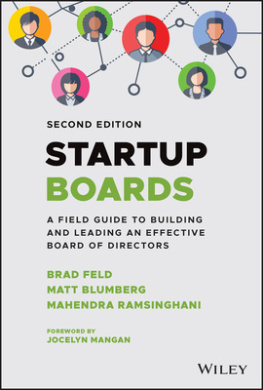 SECOND EDITION
STARTUP
BOARDS
A FIELD GUIDE TO BUILDING
AND LEADING AN EFFECTIVE
BOARD OF DIRECTORS
BRAD FELD
MATT BLUMBERG
MAHENDRA RAMSINGHANI
FOREWORD BY
JOCELYN MANGAN
WILEY